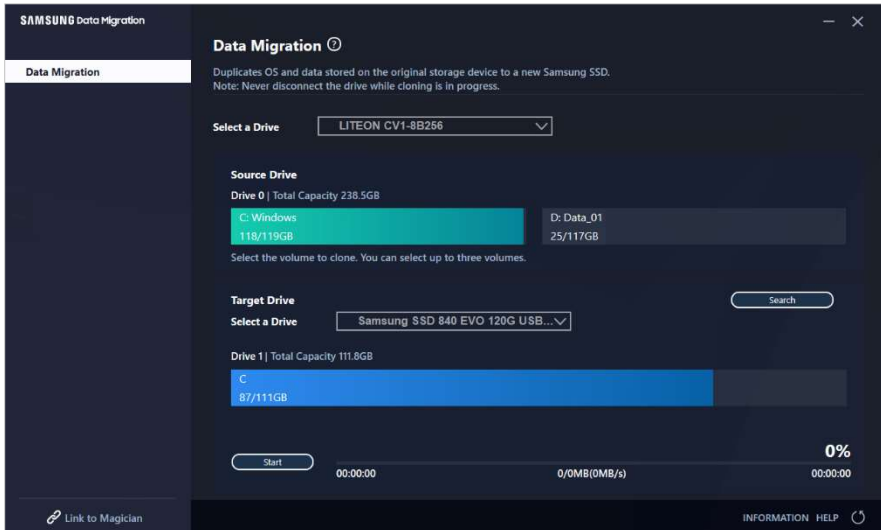 SAMSUNG Data Migration
Data Migration
Data Migration ?
Duplicates OS and data stored on the original storage device to a new Samsung SSD.
Note: Never disconnect the drive while cloning is in progress.
Select a Drive LITEON CV1-8B256
Source Drive
Drive 0 | Total Capacity 238.5GB
C: Windows D: Data_01
118/119GB 25/117GB
Select the volume to clone. You can select up to three volumes.
Target Drive Search
Select a Drive Samsung SSD 840 EVO 120G USB...
Drive 1 | Total Capacity 111.8GB
C
87/111GB
0%
Start
00:00:00 0/0MB(0MB/s) 00:00:00
Link to Magician INFORMATION HELP